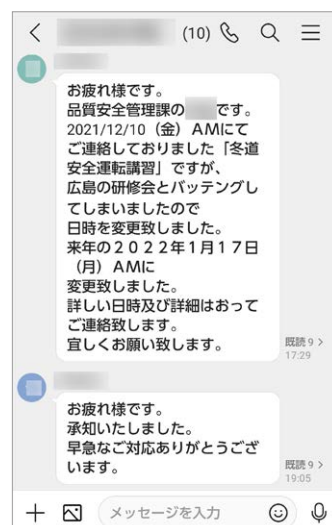 (10)
お疲れ様です。
品質安全管理課の です。
2021/12/10（金）AMにて
ご連絡しておりました「冬道
安全運転講習」ですが、
広島の研修会とバッテングし
てしまいましたので
日時を変更致しました。
来年の２０２２年1月17日
（月）AMに
変更致しました。
詳しい日時及び詳細はおって
ご連絡致します。
宜しくお願い致します。
既読 9 >
17:29
お疲れ様です。
承知いたしました。
早急なご対応ありがとうござ
います。
既読 9 >
19:05
メッセージを入力